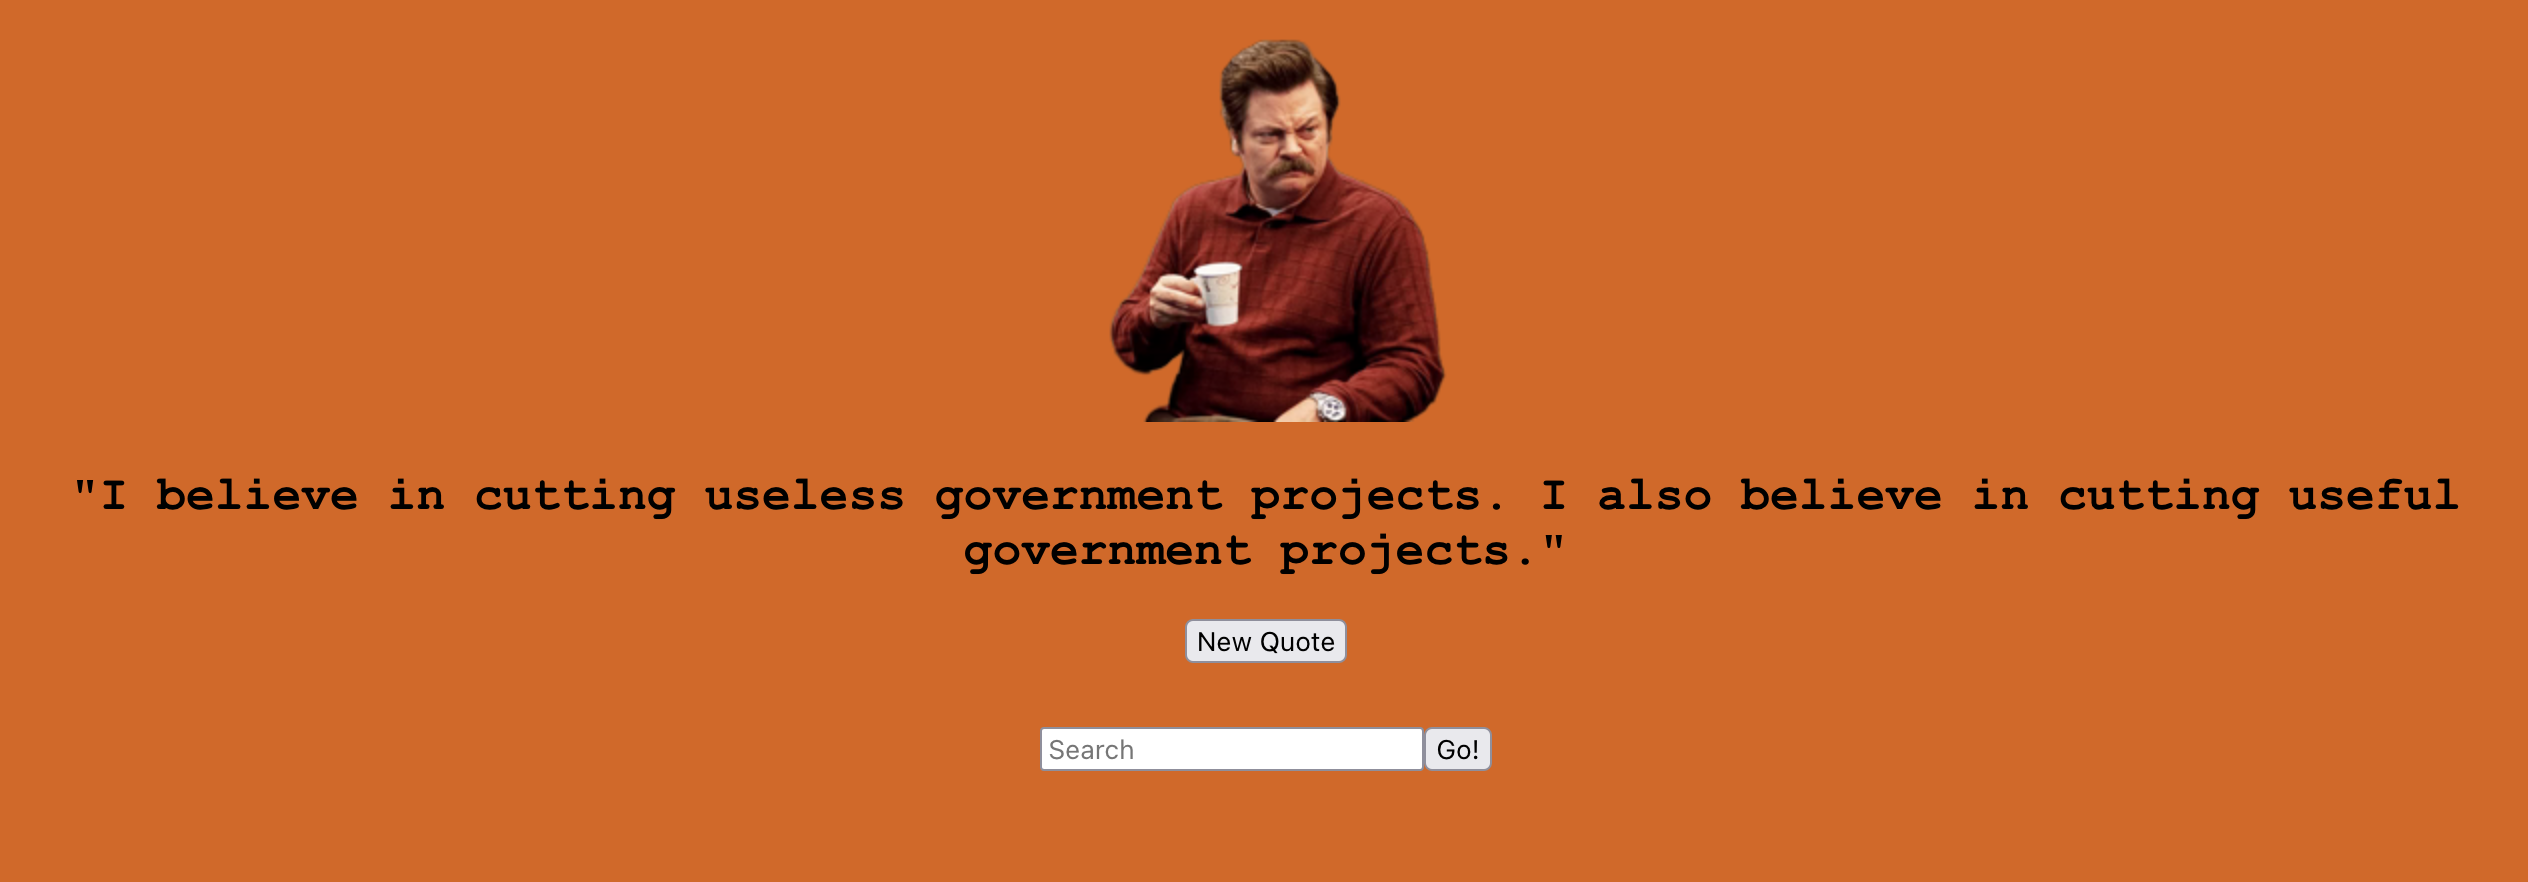 "I believe in cutting useless government projects. I also believe in cutting useful
government projects."
New Quote
Search
Go!